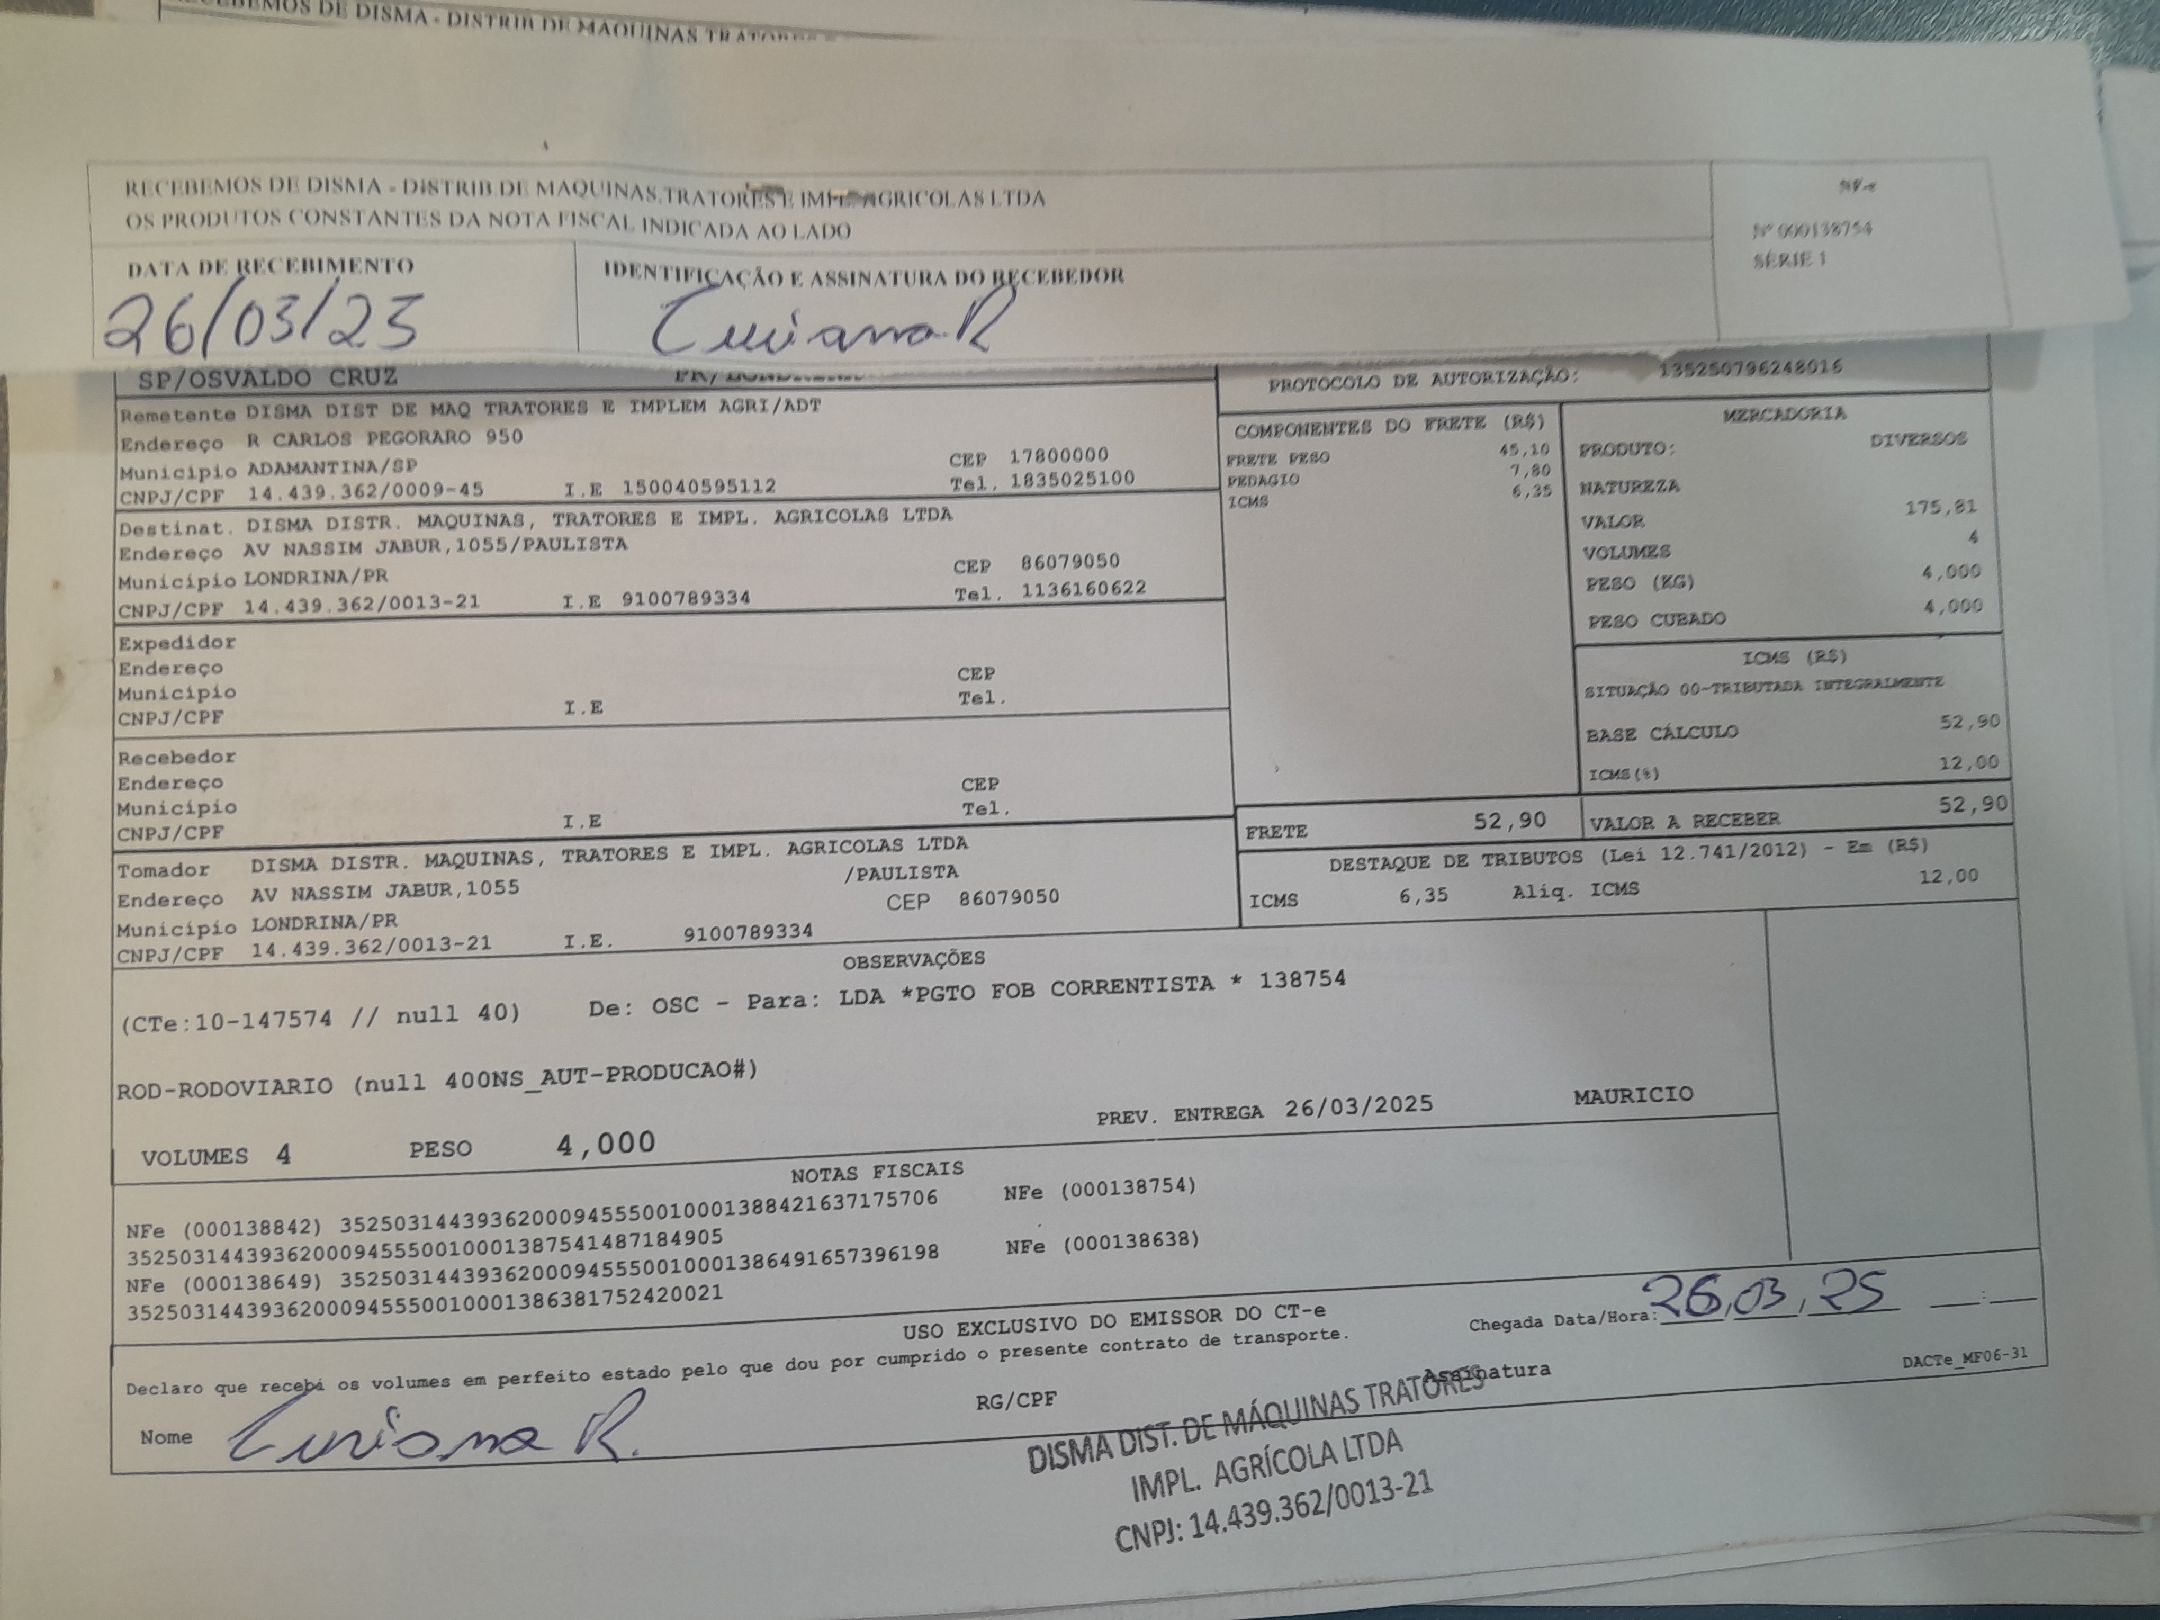 RECEBEMOS DE DISMA - DISTRIB DE MAQUINAS TRATORES E
RECEBEMOS DE DISMA - DISTRIB DE MAQUINAS, TRATORES E IMPL AGRICOLAS LTDA
OS PRODUTOS CONSTANTES DA NOTA FISCAL INDICADA AO LADO
NF-e
Nº 000138754
SÉRIE 1
DATA DE RECEBIMENTO
IDENTIFICAÇÃO E ASSINATURA DO RECEBEDOR
26/03/25
Luciana R
SP/OSVALDO CRUZ
PROTOCOLO DE AUTORIZAÇÃO: 135250796248016
Remetente DISMA DIST DE MAQ TRATORES E IMPLEM AGRI/ADT
Endereço R CARLOS PEGORARO 950
Município ADAMANTINA/SP CEP 17800000
CNPJ/CPF 14.439.362/0009-45 I.E 150040595112 Tel. 1835025100
Destinat. DISMA DISTR. MAQUINAS, TRATORES E IMPL. AGRICOLAS LTDA
Endereço AV NASSIM JABUR,1055/PAULISTA
Município LONDRINA/PR CEP 86079050
CNPJ/CPF 14.439.362/0013-21 I.E 9100789334 Tel. 1136160622
Expedidor
Endereço
Município CEP
CNPJ/CPF I.E Tel.
Recebedor
Endereço
Município CEP
CNPJ/CPF I.E Tel.
Tomador DISMA DISTR. MAQUINAS, TRATORES E IMPL. AGRICOLAS LTDA
Endereço AV NASSIM JABUR,1055 /PAULISTA
Município LONDRINA/PR CEP 86079050
CNPJ/CPF 14.439.362/0013-21 I.E. 9100789334
COMPONENTES DO FRETE (R$)
FRETE PESO 45,10
PEDAGIO 7,80
ICMS 6,35
MERCADORIA
PRODUTO: DIVERSOS
NATUREZA
VALOR 175,81
VOLUMES 4
PESO (KG) 4,000
PESO CUBADO 4,000
ICMS (R$)
SITUAÇÃO 00-TRIBUTADA INTEGRALMENTE
BASE CÁLCULO 52,90
ICMS(%) 12,00
FRETE 52,90 VALOR A RECEBER 52,90
DESTAQUE DE TRIBUTOS (Lei 12.741/2012) - Em (R$)
ICMS 6,35 Aliq. ICMS 12,00
OBSERVAÇÕES
(CTe:10-147574 // null 40) De: OSC - Para: LDA *PGTO FOB CORRENTISTA * 138754
ROD-RODOVIARIO (null 400NS_AUT-PRODUCAO#)
PREV. ENTREGA 26/03/2025 MAURICIO
VOLUMES 4 PESO 4,000
NOTAS FISCAIS
NFe (000138842) 35250314439362000945550010001388421637175706 NFe (000138754)
35250314439362000945550010001387541487184905
NFe (000138649) 35250314439362000945550010001386491657396198 NFe (000138638)
35250314439362000945550010001386381752420021
USO EXCLUSIVO DO EMISSOR DO CT-e
Declaro que recebi os volumes em perfeito estado pelo que dou por cumprido o presente contrato de transporte.
Chegada Data/Hora: 26,03,25
Nome Luciana R. RG/CPF Assinatura DACTe_MF06-31
DISMA DIST. DE MÁQUINAS TRATORES
IMPL. AGRÍCOLA LTDA
CNPJ: 14.439.362/0013-21